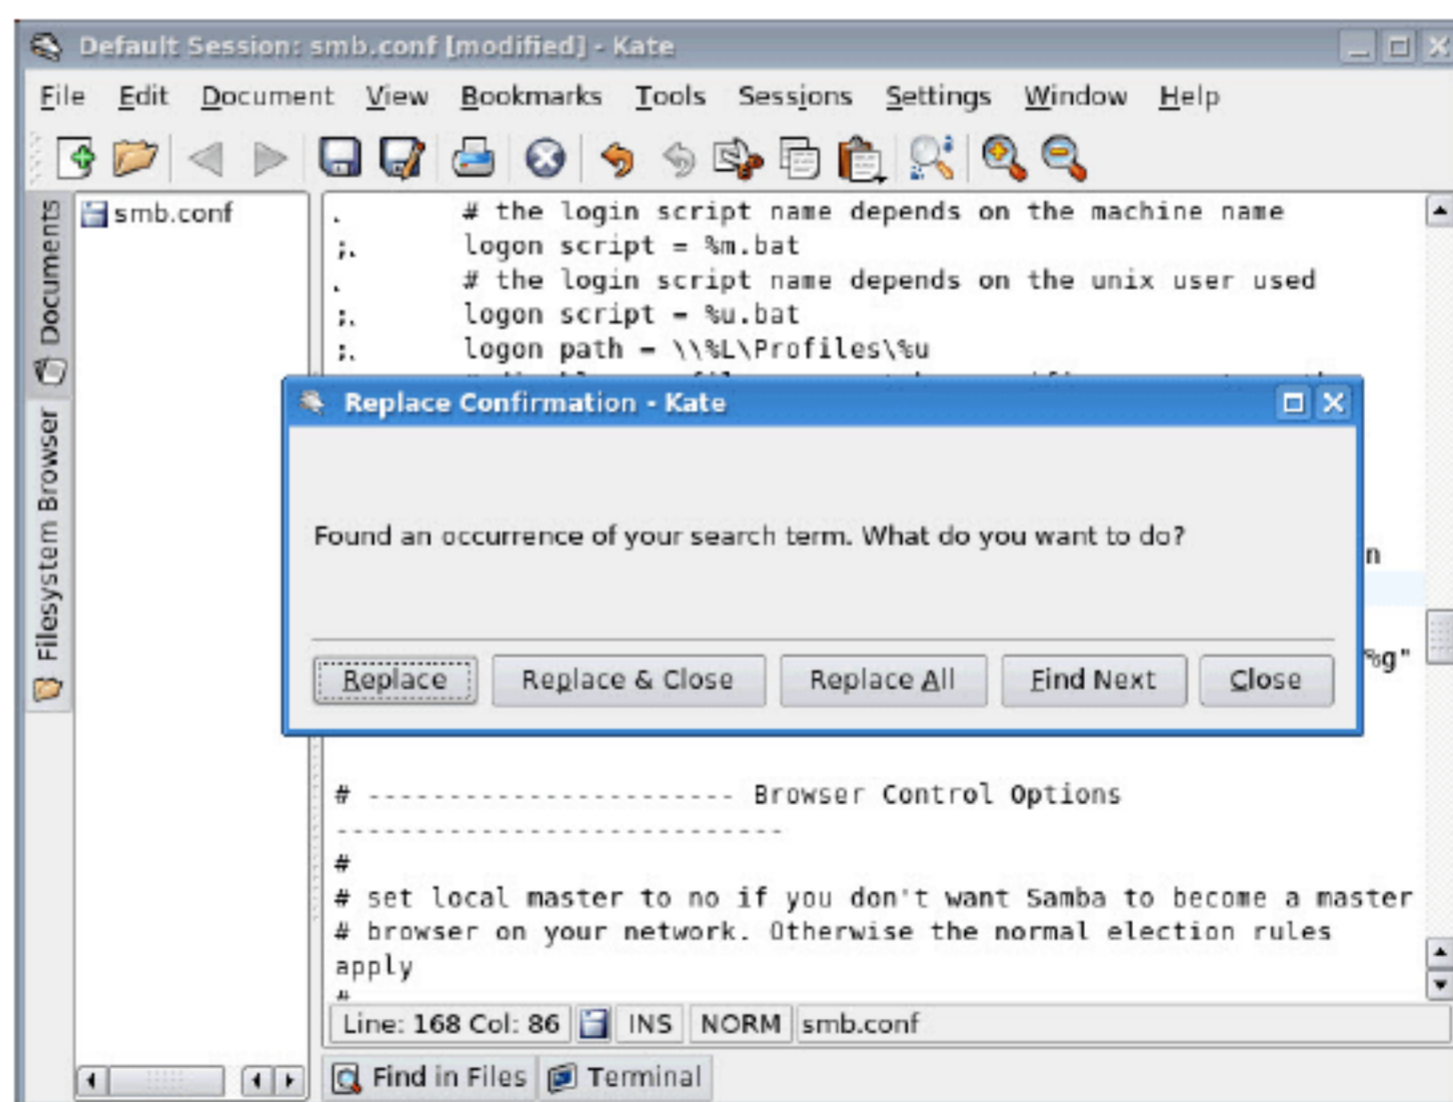 Default Session: smb.conf [modified] - Kate
File Edit Document View Bookmarks Tools Sessions Settings Window Help
Documents
Filesystem Browser
smb.conf
. # the login script name depends on the machine name
;. logon script = %m.bat
. # the login script name depends on the unix user used
;. logon script = %u.bat
;. logon path = \\%L\Profiles\%u
Replace Confirmation - Kate
Found an occurrence of your search term. What do you want to do?
n
%g"
Replace Replace & Close Replace All Find Next Close
# ----------------------- Browser Control Options
----------------------------
#
# set local master to no if you don't want Samba to become a master
# browser on your network. Otherwise the normal election rules
apply
#
Line: 168 Col: 86 INS NORM smb.conf
Find in Files Terminal